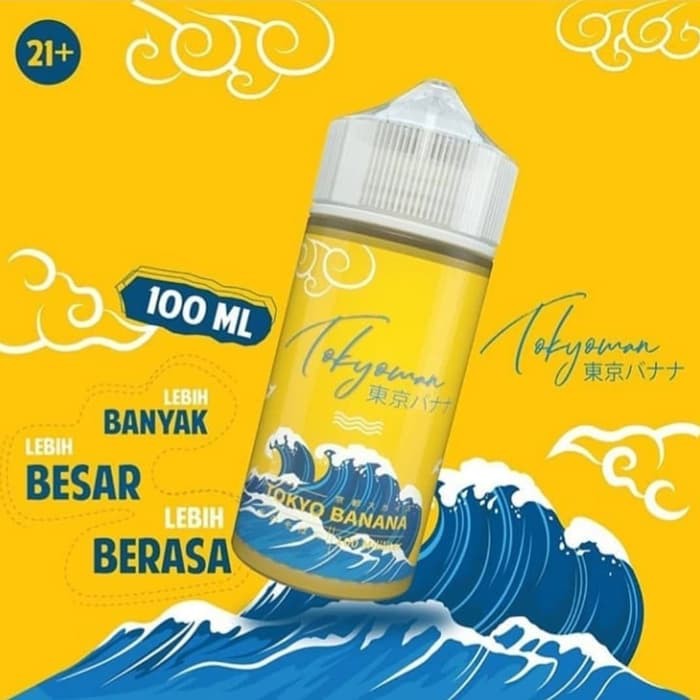 21+
100 ML
LEBIH
BANYAK
LEBIH
BESAR
LEBIH
BERASA
Tokyoman
東京バナナ
TOKYO BANANA
Tokyoman
東京バナナ